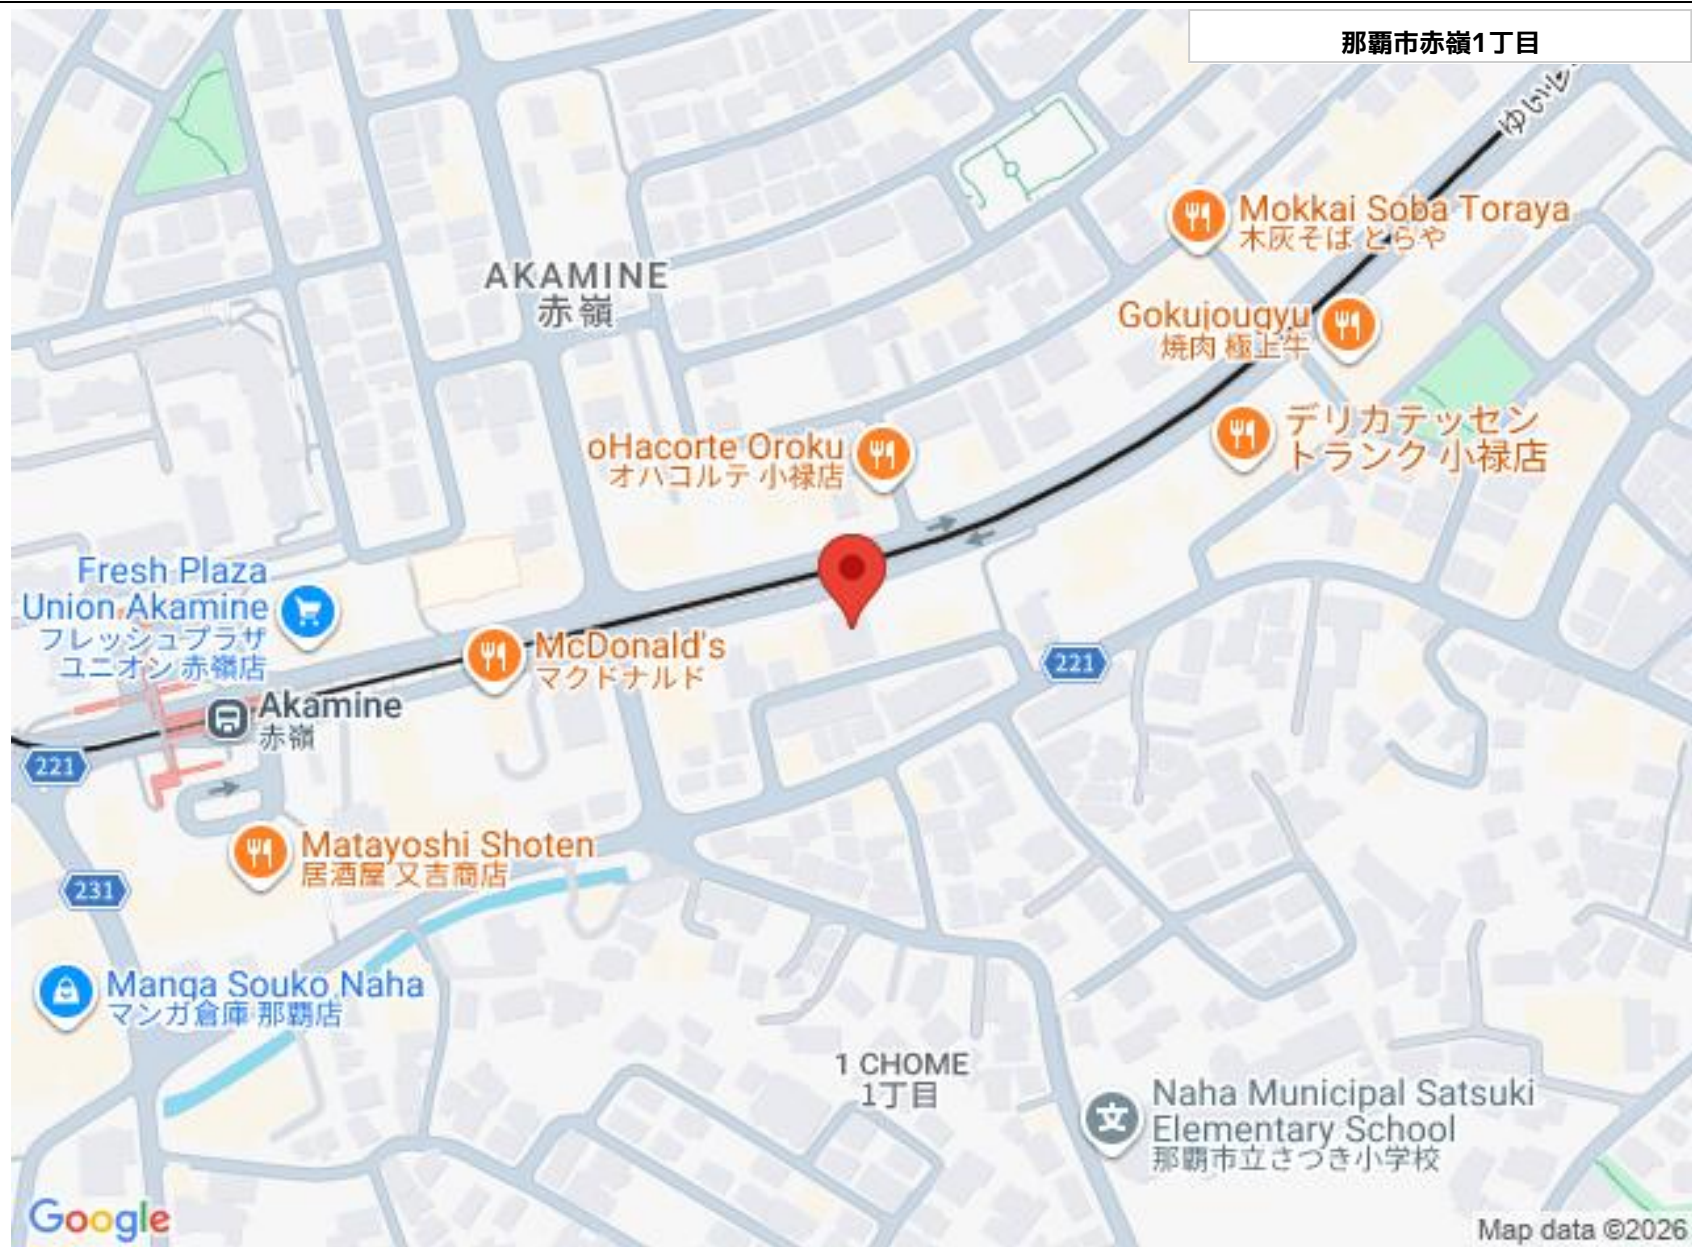 那覇市赤嶺1丁目
ゆいレ
Mokkai Soba Toraya
木灰そば とらや
AKAMINE
赤嶺
Gokujougyu
焼肉 極上牛
デリカテッセン
トランク 小禄店
oHacorte Oroku
オハコルテ 小禄店
Fresh Plaza
Union Akamine
フレッシュプラザ
ユニオン 赤嶺店
McDonald's
マクドナルド
221
Akamine
赤嶺
221
Matayoshi Shoten
居酒屋 又吉商店
231
Manga Souko Naha
マンガ倉庫 那覇店
1 CHOME
1丁目
Naha Municipal Satsuki
Elementary School
那覇市立さつき小学校
文
Google
Map data ©2026